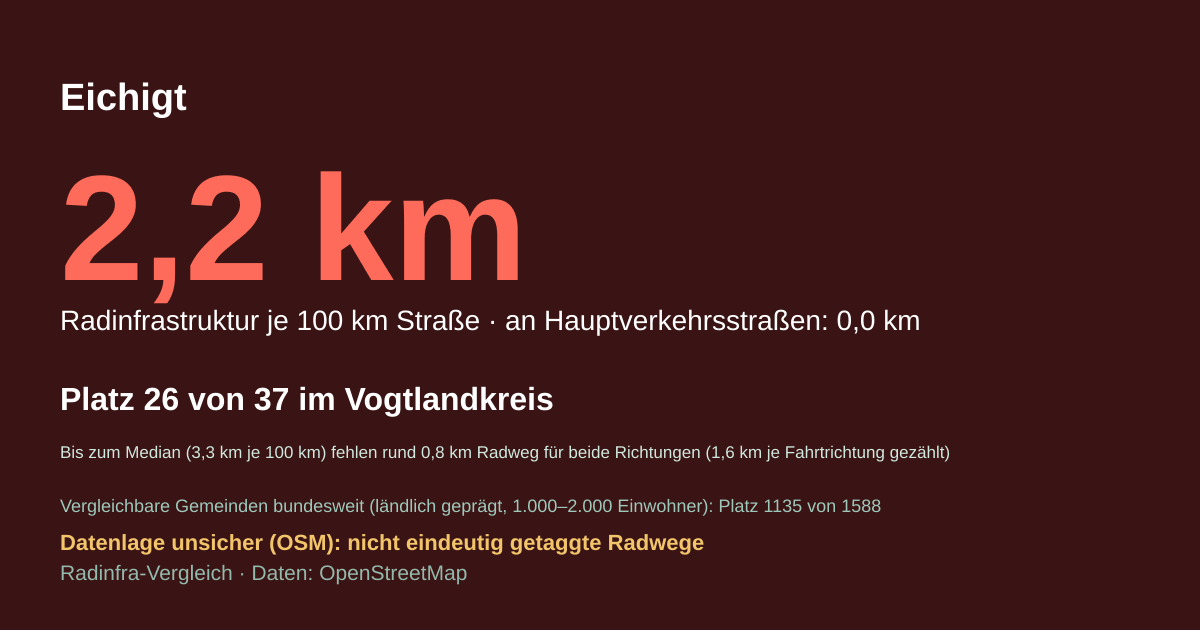 Eichigt
2,2 km
Radinfrastruktur je 100 km Straße · an Hauptverkehrsstraßen: 0,0 km
Platz 26 von 37 im Vogtlandkreis
Bis zum Median (3,3 km je 100 km) fehlen rund 0,8 km Radweg für beide Richtungen (1,6 km je Fahrtrichtung gezählt)
Vergleichbare Gemeinden bundesweit (ländlich geprägt, 1.000–2.000 Einwohner): Platz 1135 von 1588
Datenlage unsicher (OSM): nicht eindeutig getaggte Radwege
Radinfra-Vergleich · Daten: OpenStreetMap